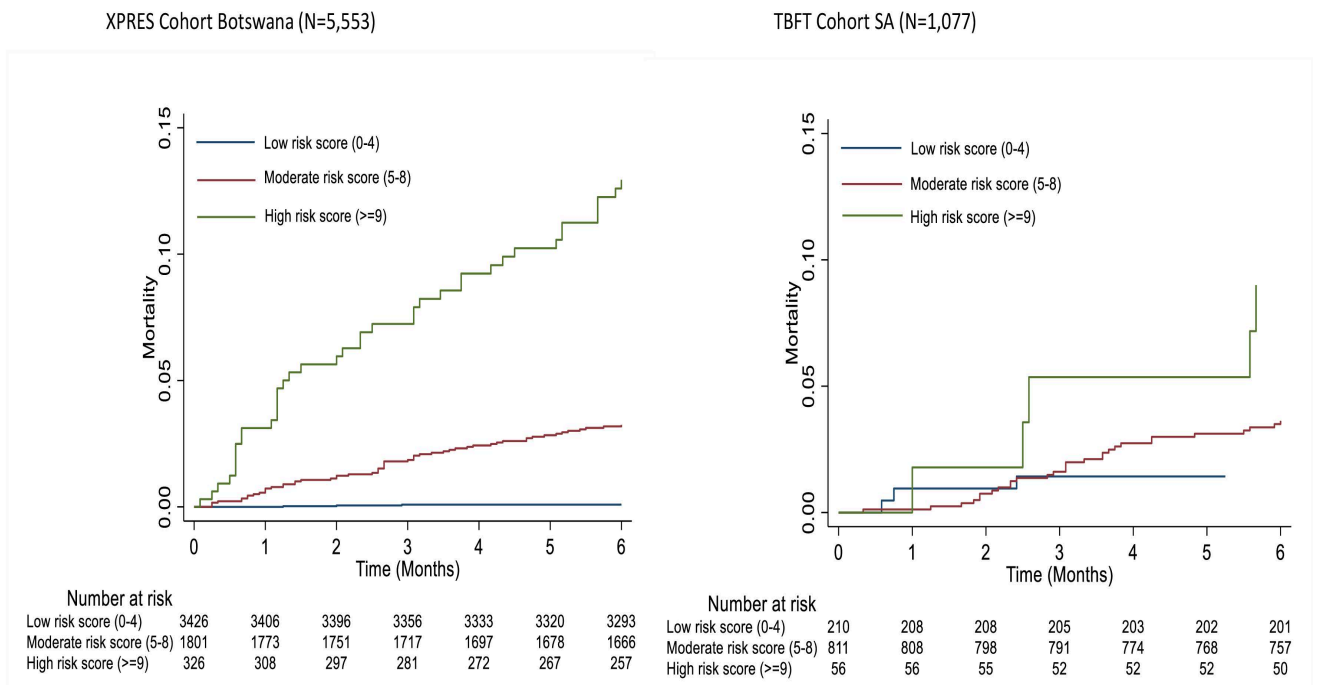 XPRES Cohort Botswana (N=5,553)
0.15
0.10
0.05
0.00
Mortality
Low risk score (0-4)
Moderate risk score (5-8)
High risk score (>=9)
0 1 2 3 4 5 6
Time (Months)
Number at risk
Low risk score (0-4) 3426 3406 3396 3356 3333 3320 3293
Moderate risk score (5-8) 1801 1773 1751 1717 1697 1678 1666
High risk score (>=9) 326 308 297 281 272 267 257
TBFT Cohort SA (N=1,077)
0.15
0.10
0.05
0.00
Mortality
Low risk score (0-4)
Moderate risk score (5-8)
High risk score (>=9)
0 1 2 3 4 5 6
Time (Months)
Number at risk
Low risk score (0-4) 210 208 208 205 203 202 201
Moderate risk score (5-8) 811 808 798 791 774 768 757
High risk score (>=9) 56 56 55 52 52 52 50